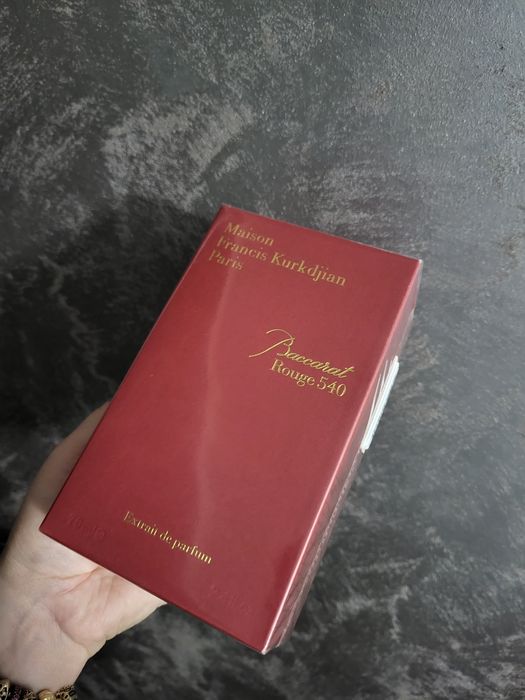 Maison
Francis Kurkdjian
Paris
Baccarat
Rouge 540
Extrait de parfum